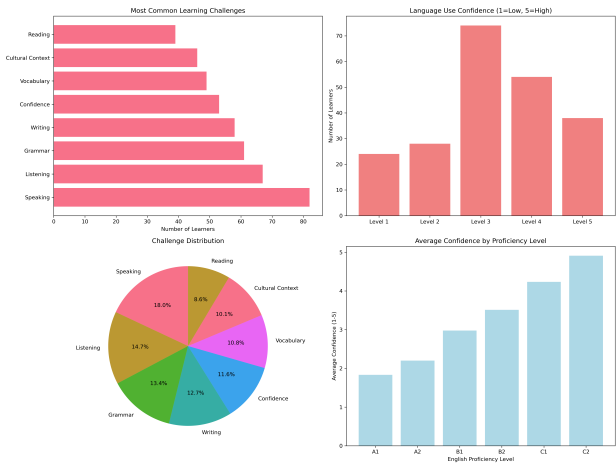 Most Common Learning Challenges
Reading
Cultural Context
Vocabulary
Confidence
Writing
Grammar
Listening
Speaking
0 10 20 30 40 50 60 70 80
Number of Learners
Language Use Confidence (1=Low, 5=High)
Number of Learners
70
60
50
40
30
20
10
0
Level 1 Level 2 Level 3 Level 4 Level 5
Challenge Distribution
Reading
Speaking
Cultural Context
8.6%
18.0%
10.1%
Vocabulary
10.8%
Listening
14.7%
11.6%
13.4%
12.7%
Confidence
Grammar
Writing
Average Confidence by Proficiency Level
Average Confidence (1-5)
5
4
3
2
1
0
A1 A2 B1 B2 C1 C2
English Proficiency Level